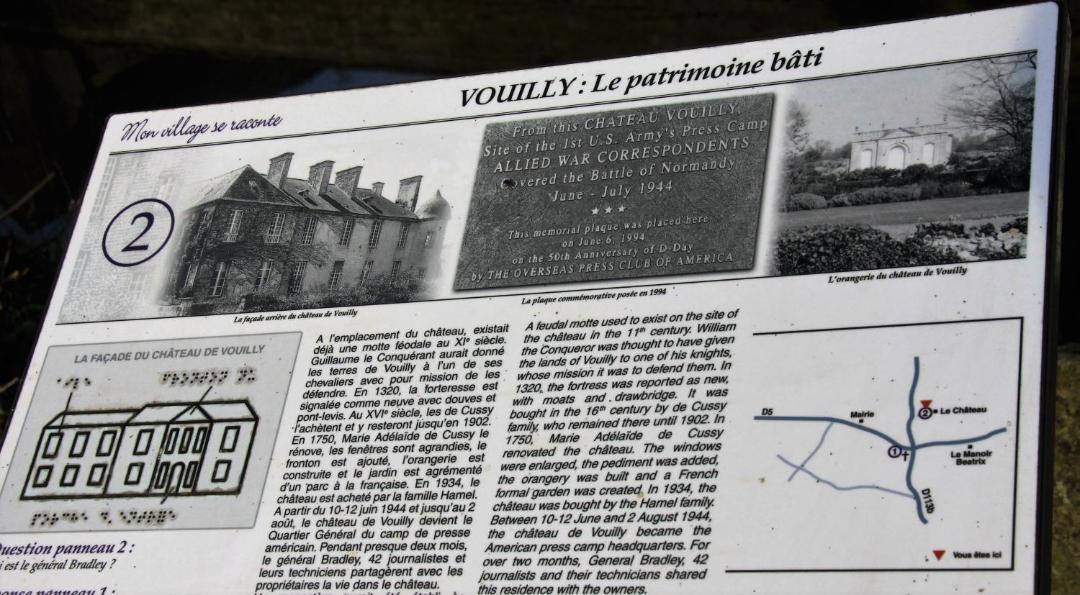 VOUILLY : Le patrimoine bâti
Mon village se raconte
2
From this CHATEAU VOUILLY,
Site of the 1st U.S. Army's Press Camp
ALLIED WAR CORRESPONDENTS
Covered the Battle of Normandy
June - July 1944
★ ★ ★
This memorial plaque was placed here
on June 6, 1994
on the 50th Anniversary of D-Day
by THE OVERSEAS PRESS CLUB OF AMERICA
La façade arrière du château de Vouilly
La plaque commémorative posée en 1994
L'orangerie du château de Vouilly
LA FAÇADE DU CHÂTEAU DE VOUILLY
Question panneau 2 :
i est le général Bradley ?
panneau 1 :
A l'emplacement du château, existait
déjà une motte féodale au XIe siècle.
Guillaume le Conquérant aurait donné
les terres de Vouilly à l'un de ses
chevaliers avec pour mission de les
défendre. En 1320, la forteresse est
signalée comme neuve avec douves et
pont-levis. Au XVIe siècle, les de Cussy
l'achètent et y resteront jusqu'en 1902.
En 1750, Marie Adélaïde de Cussy le
rénove, les fenêtres sont agrandies, le
fronton est ajouté, l'orangerie est
construite et le jardin est agrémenté
d'un parc à la française. En 1934, le
château est acheté par la famille Hamel.
A partir du 10-12 juin 1944 et jusqu'au 2
août, le château de Vouilly devient le
Quartier Général du camp de presse
américain. Pendant presque deux mois,
le général Bradley, 42 journalistes et
leurs techniciens partagèrent avec les
propriétaires la vie dans le château.
A feudal motte used to exist on the site of
the château in the 11th century. William
the Conqueror was thought to have given
the lands of Vouilly to one of his knights,
whose mission it was to defend them. In
1320, the fortress was reported as new,
with moats and . drawbridge. It was
bought in the 16th century by de Cussy
family, who remained there until 1902. In
1750, Marie Adélaïde de Cussy
renovated the château. The windows
were enlarged, the pediment was added,
the orangery was built and a French
formal garden was created. In 1934, the
château was bought by the Hamel family.
Between 10-12 June and 2 August 1944,
the château de Vouilly became the
American press camp headquarters. For
over two months, General Bradley, 42
journalists and their technicians shared
this residence with the owners.
D5
Mairie
2
Le Château
1
Le Manoir
Beatrix
D113b
Vous êtes ici